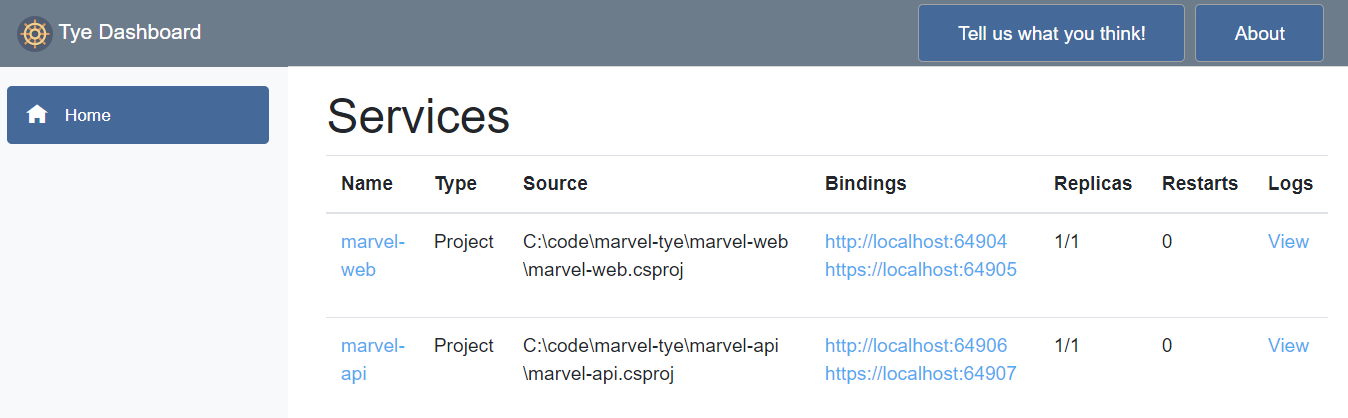 Tye Dashboard
Tell us what you think!
About
Home
Services
Name Type Source Bindings Replicas Restarts Logs
marvel- Project C:\code\marvel-tye\marvel-web http://localhost:64904 1/1 0 View
web \marvel-web.csproj https://localhost:64905
marvel- Project C:\code\marvel-tye\marvel-api http://localhost:64906 1/1 0 View
api \marvel-api.csproj https://localhost:64907